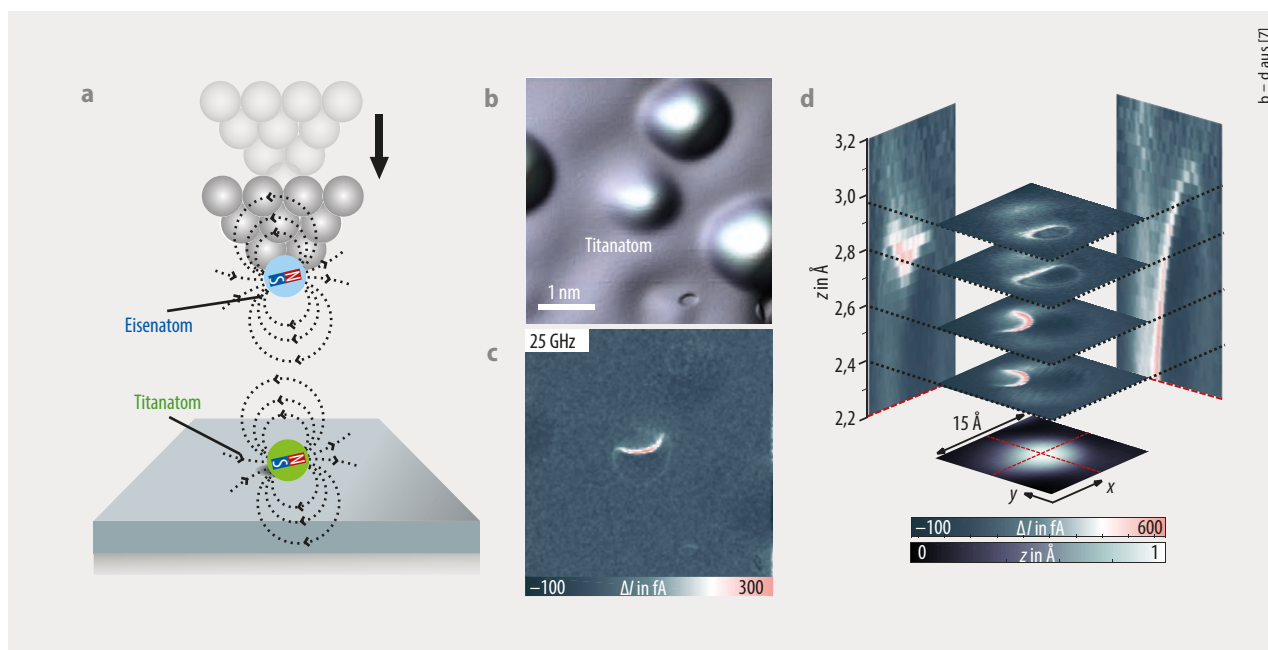 a
N
S
Eisenatom
Titanatom
N
S
b
Titanatom
1 nm
c
25 GHz
−100 ΔI in fA 300
d
b – d aus [7]
z in Å
3,2
3,0
2,8
2,6
2,4
2,2
15 Å
y
x
−100 ΔI in fA 600
0 z in Å 1